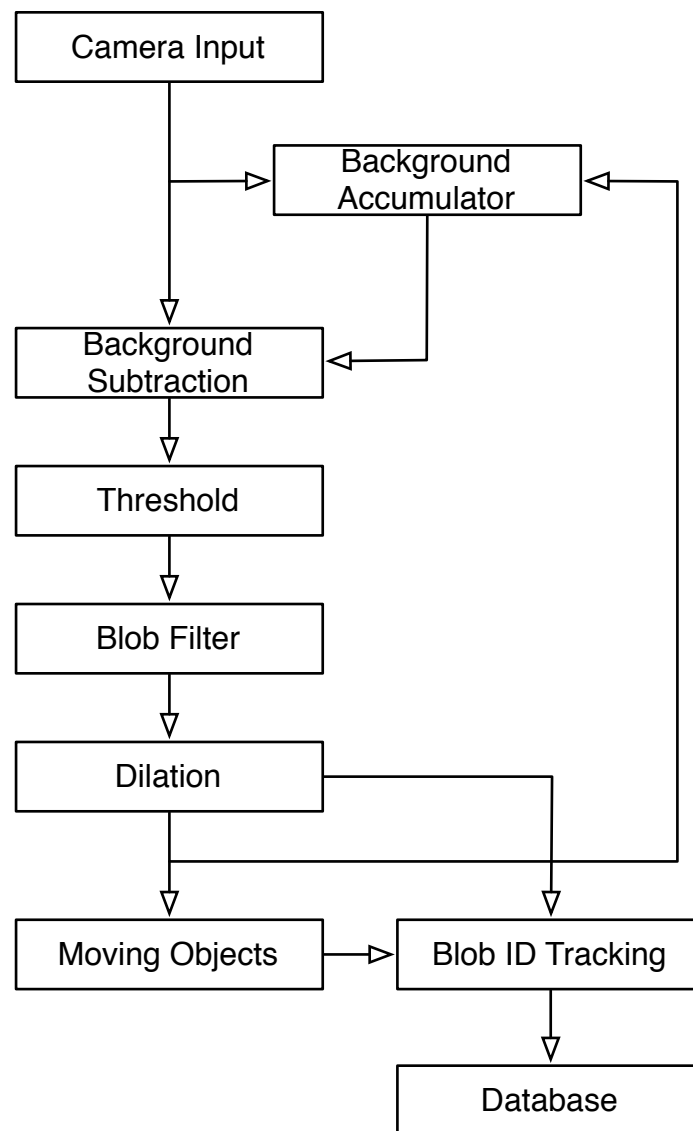 Camera Input
Background
Accumulator
Background
Subtraction
Threshold
Blob Filter
Dilation
Moving Objects
Blob ID Tracking
Database